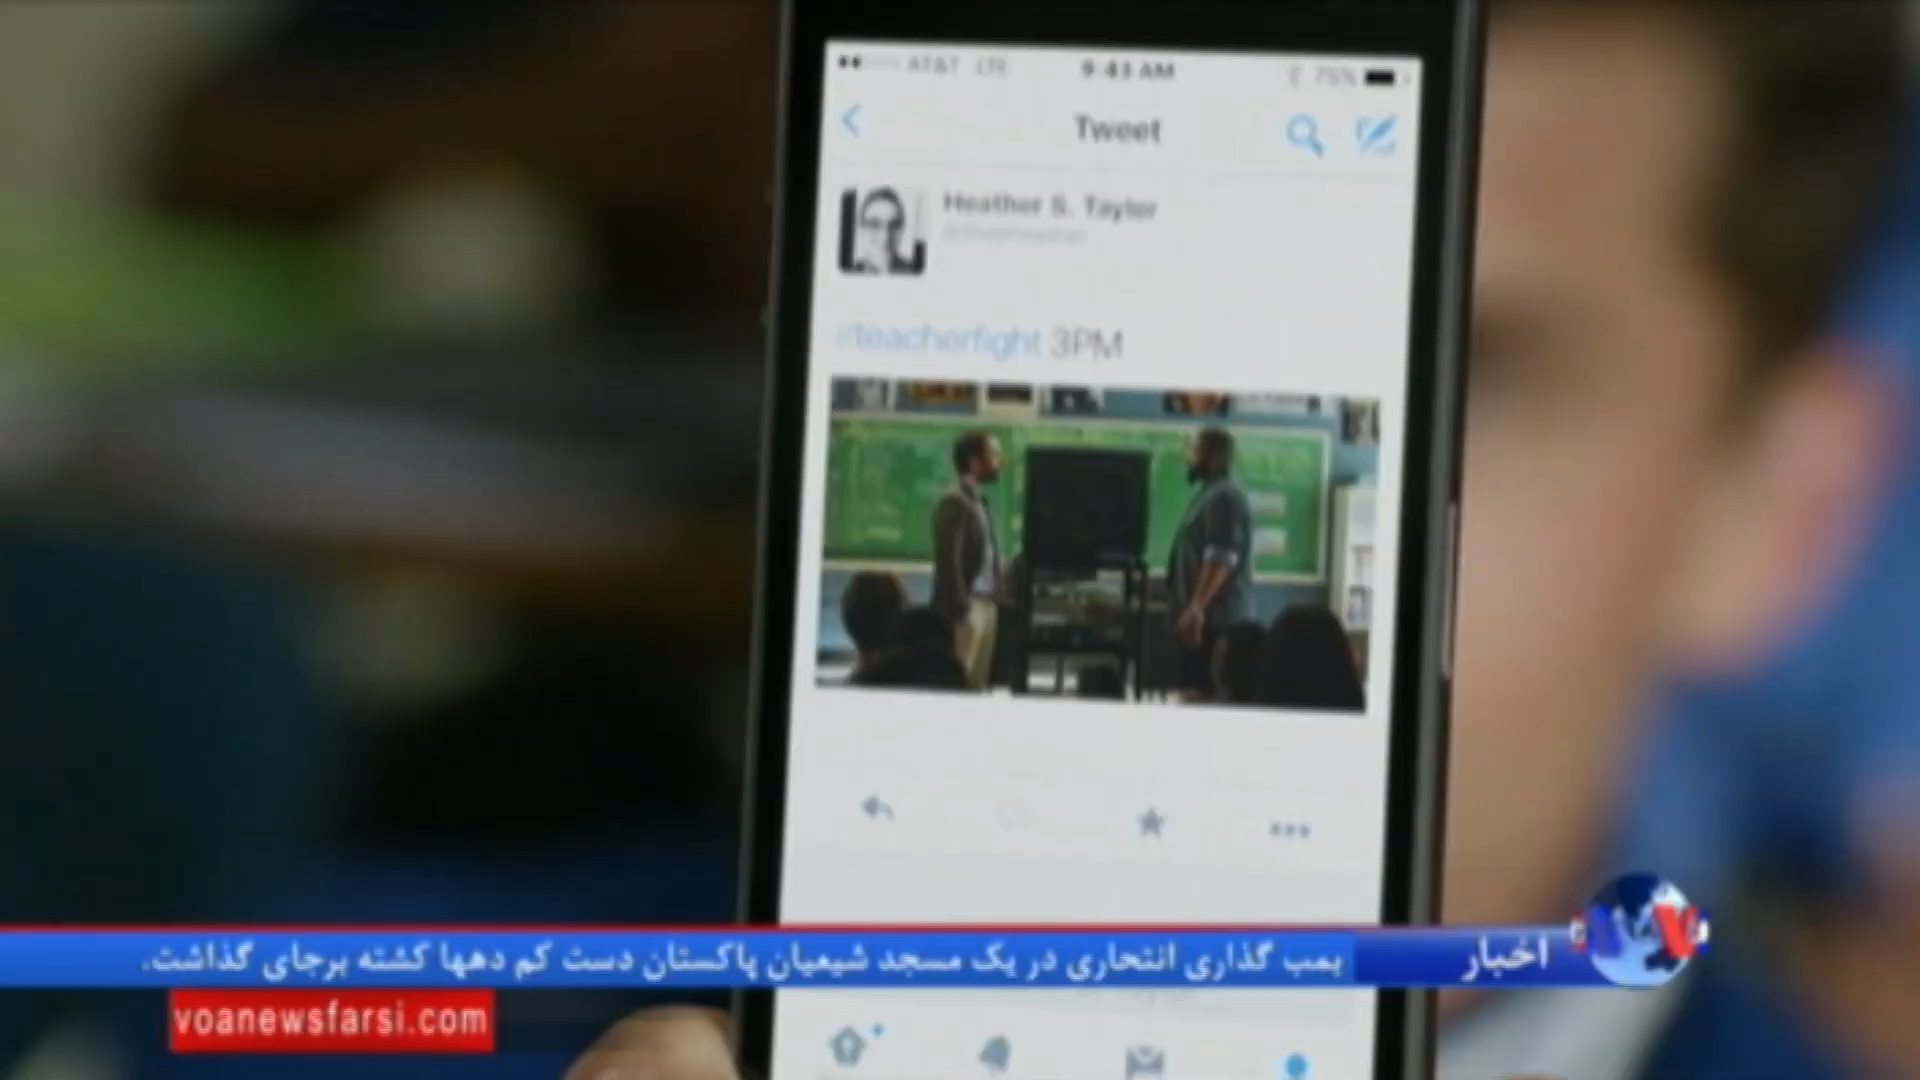 AT&T LTE 9:43 AM 75%
Tweet
Heather S. Taylor
#teacherfight 3PM
اخبار
بمب گذاری انتحاری در یک مسجد شیعیان پاکستان دست کم دهها کشته برجای گذاشت.
voanewsfarsi.com